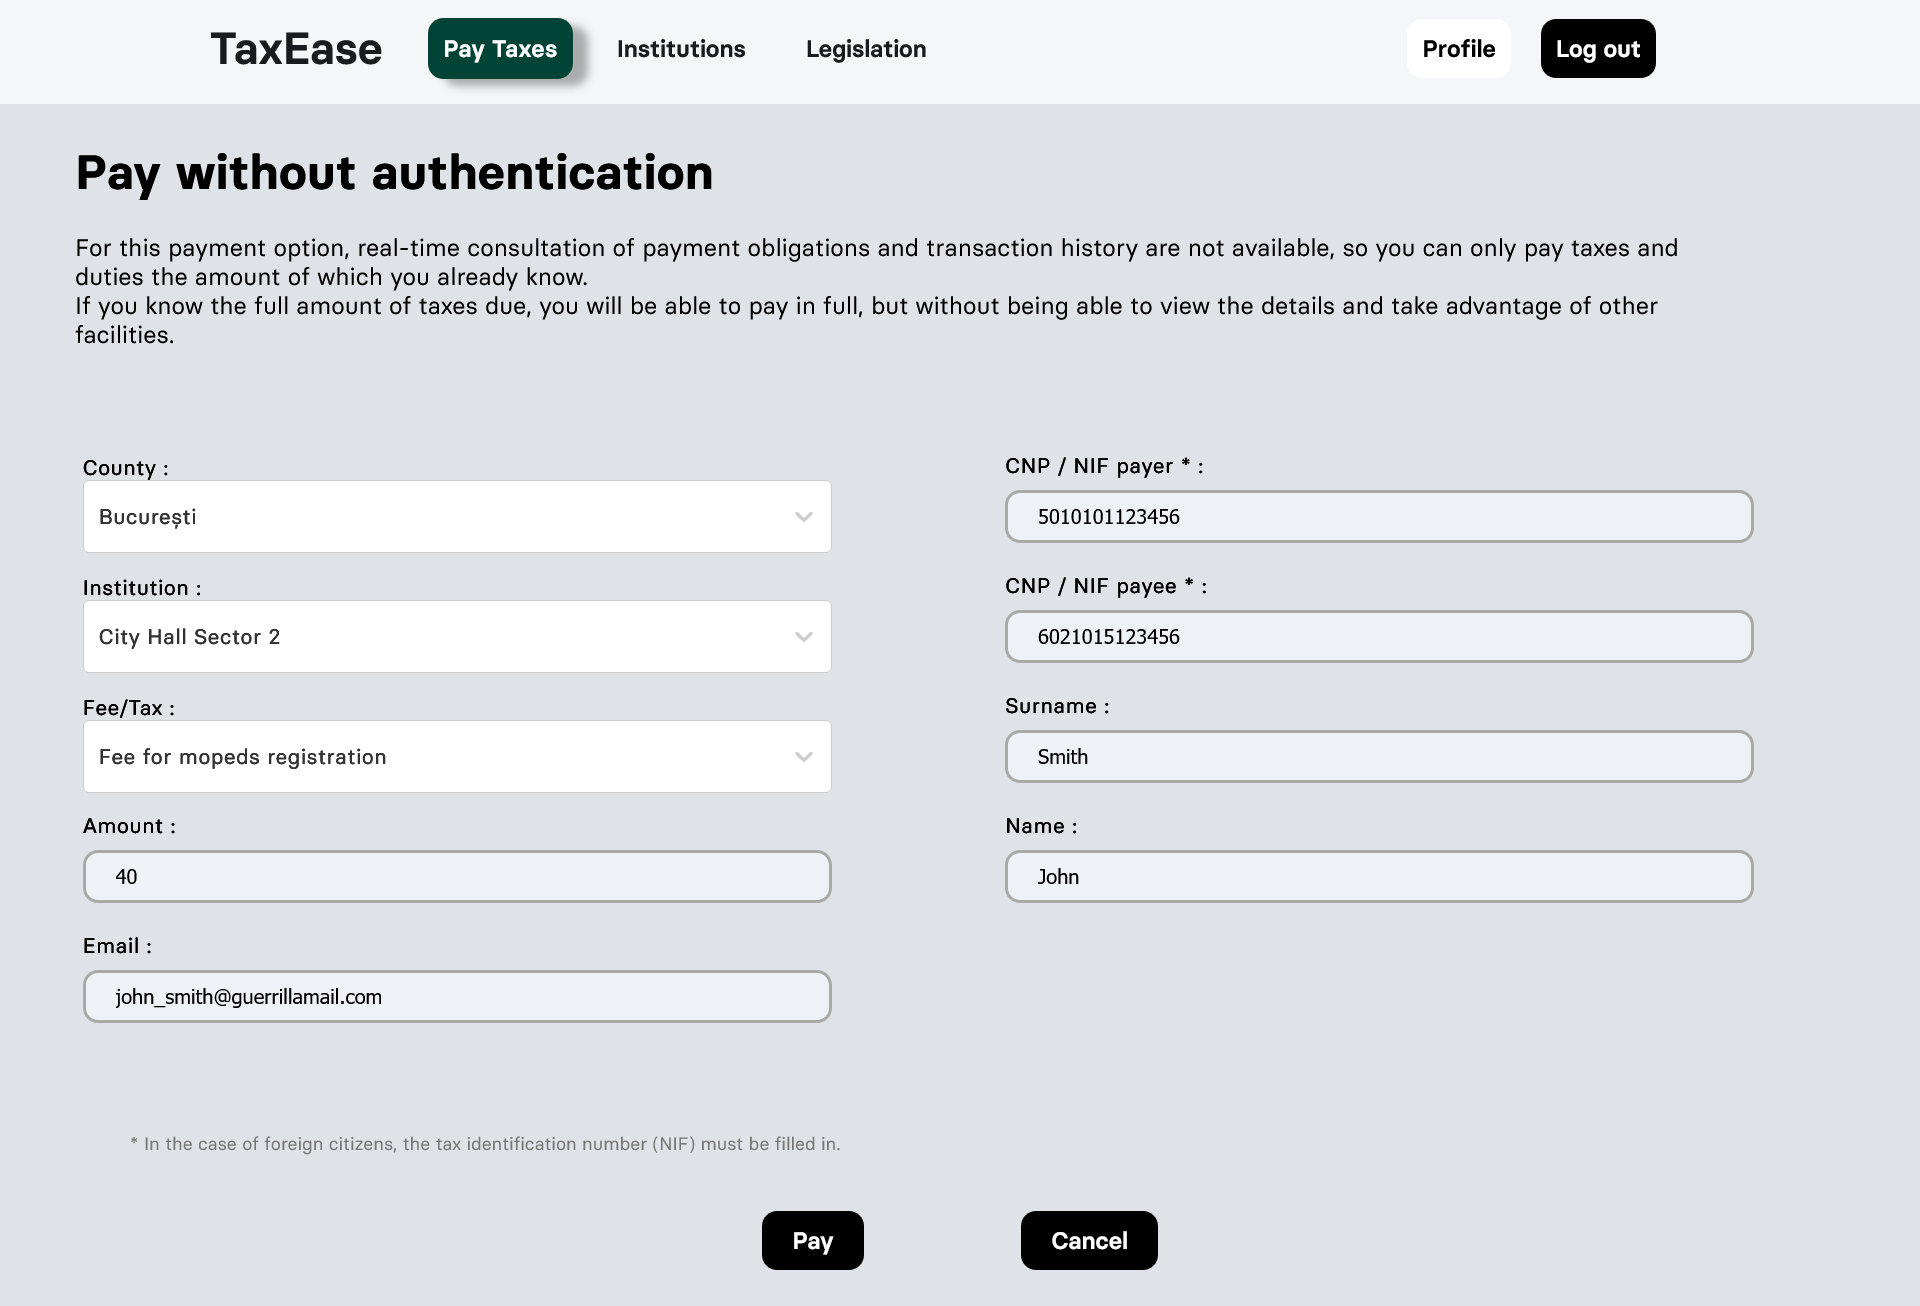 TaxEase
Pay Taxes
Institutions
Legislation
Profile
Log out
Pay without authentication
For this payment option, real-time consultation of payment obligations and transaction history are not available, so you can only pay taxes and
duties the amount of which you already know.
If you know the full amount of taxes due, you will be able to pay in full, but without being able to view the details and take advantage of other
facilities.
County :
București
Institution :
City Hall Sector 2
Fee/Tax :
Fee for mopeds registration
Amount :
40
Email :
john_smith@guerrillamail.com
CNP / NIF payer * :
5010101123456
CNP / NIF payee * :
6021015123456
Surname :
Smith
Name :
John
* In the case of foreign citizens, the tax identification number (NIF) must be filled in.
Pay
Cancel